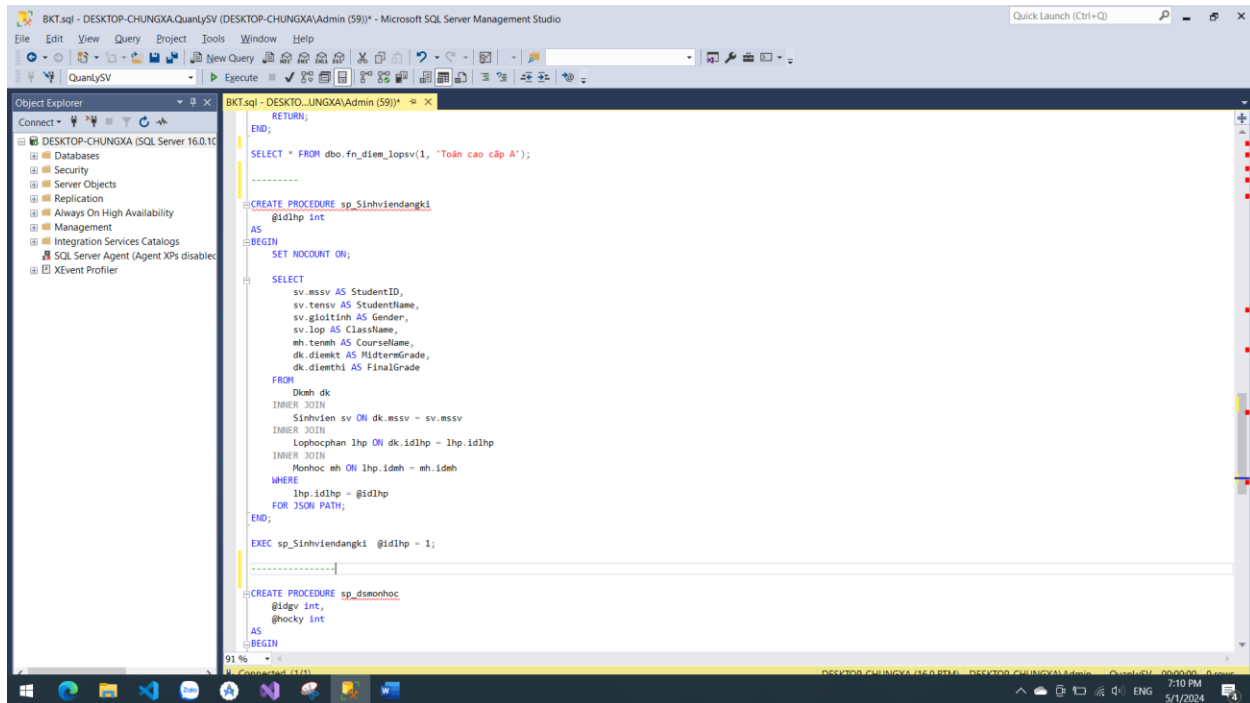 BKT.sql - DESKTOP-CHUNGXA.QuanLySV (DESKTOP-CHUNGXA\Admin (59))* - Microsoft SQL Server Management Studio
Quick Launch (Ctrl+Q)
File Edit View Query Project Tools Window Help
New Query
QuanLySV
Execute
Object Explorer
BKT.sql - DESKTO...UNGXA\Admin (59))*
Connect
DESKTOP-CHUNGXA (SQL Server 16.0.10
Databases
Security
Server Objects
Replication
Always On High Availability
Management
Integration Services Catalogs
SQL Server Agent (Agent XPs disabled
XEvent Profiler
RETURN;
END;
SELECT * FROM dbo.fn_diem_lopsv(1, 'Toán cao cấp A');
---------
CREATE PROCEDURE sp_Sinhviendangki
@idlhp int
AS
BEGIN
SET NOCOUNT ON;
SELECT
sv.mssv AS StudentID,
sv.tensv AS StudentName,
sv.gioitinh AS Gender,
sv.lop AS ClassName,
mh.tenmh AS CourseName,
dk.diemkt AS MidtermGrade,
dk.diemthi AS FinalGrade
FROM
Dkmh dk
INNER JOIN
Sinhvien sv ON dk.mssv = sv.mssv
INNER JOIN
Lophocphan lhp ON dk.idlhp = lhp.idlhp
INNER JOIN
Monhoc mh ON lhp.idmh = mh.idmh
WHERE
lhp.idlhp = @idlhp
FOR JSON PATH;
END;
EXEC sp_Sinhviendangki @idlhp = 1;
----------------
CREATE PROCEDURE sp_dsmonhoc
@idgv int,
@hocky int
AS
BEGIN
91 %
Connected (1/1)
DESKTOP-CHUNGXA (16.0 RTM) DESKTOP-CHUNGXA\Admin QuanLySV 00:00:00 0 rows
Zalo
ENG
7:10 PM
5/1/2024
4